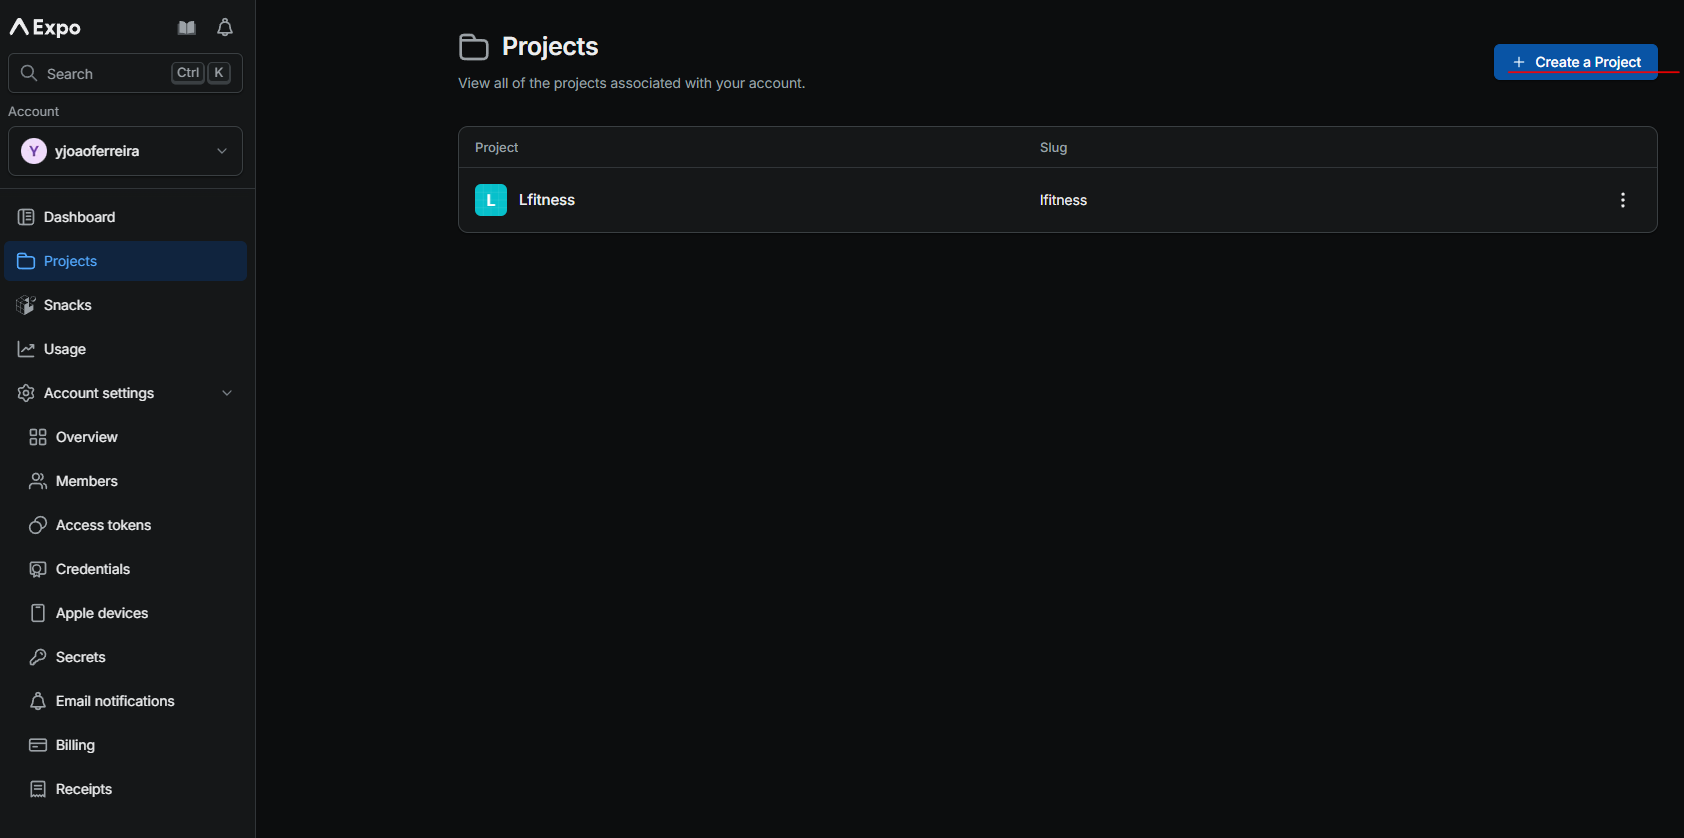 Expo
Search Ctrl K
Account
Y yjoaoferreira
Dashboard
Projects
Snacks
Usage
Account settings
Overview
Members
Access tokens
Credentials
Apple devices
Secrets
Email notifications
Billing
Receipts
Projects
View all of the projects associated with your account.
+ Create a Project
Project Slug
L Lfitness lfitness